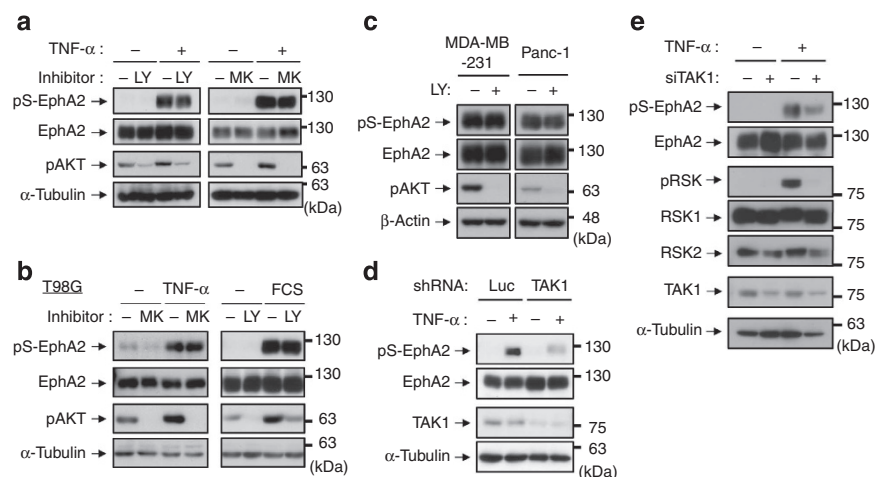 a
TNF-α : – + – +
Inhibitor : – LY – LY – MK – MK
pS-EphA2 130
EphA2 130
pAKT 63
α-Tubulin 63
(kDa)
b
T98G
– TNF-α – FCS
Inhibitor : – MK – MK – LY – LY
pS-EphA2 130
EphA2 130
pAKT 63
α-Tubulin 63
(kDa)
c
MDA-MB
-231 Panc-1
LY: – + – +
pS-EphA2 130
EphA2 130
pAKT 63
β-Actin 48
(kDa)
d
shRNA: Luc TAK1
TNF-α : – + – +
pS-EphA2 130
EphA2 130
TAK1 75
α-Tubulin 63
(kDa)
e
TNF-α : – +
siTAK1: – + – +
pS-EphA2 130
EphA2 130
pRSK 75
RSK1 75
RSK2 75
TAK1 75
α-Tubulin 63
(kDa)